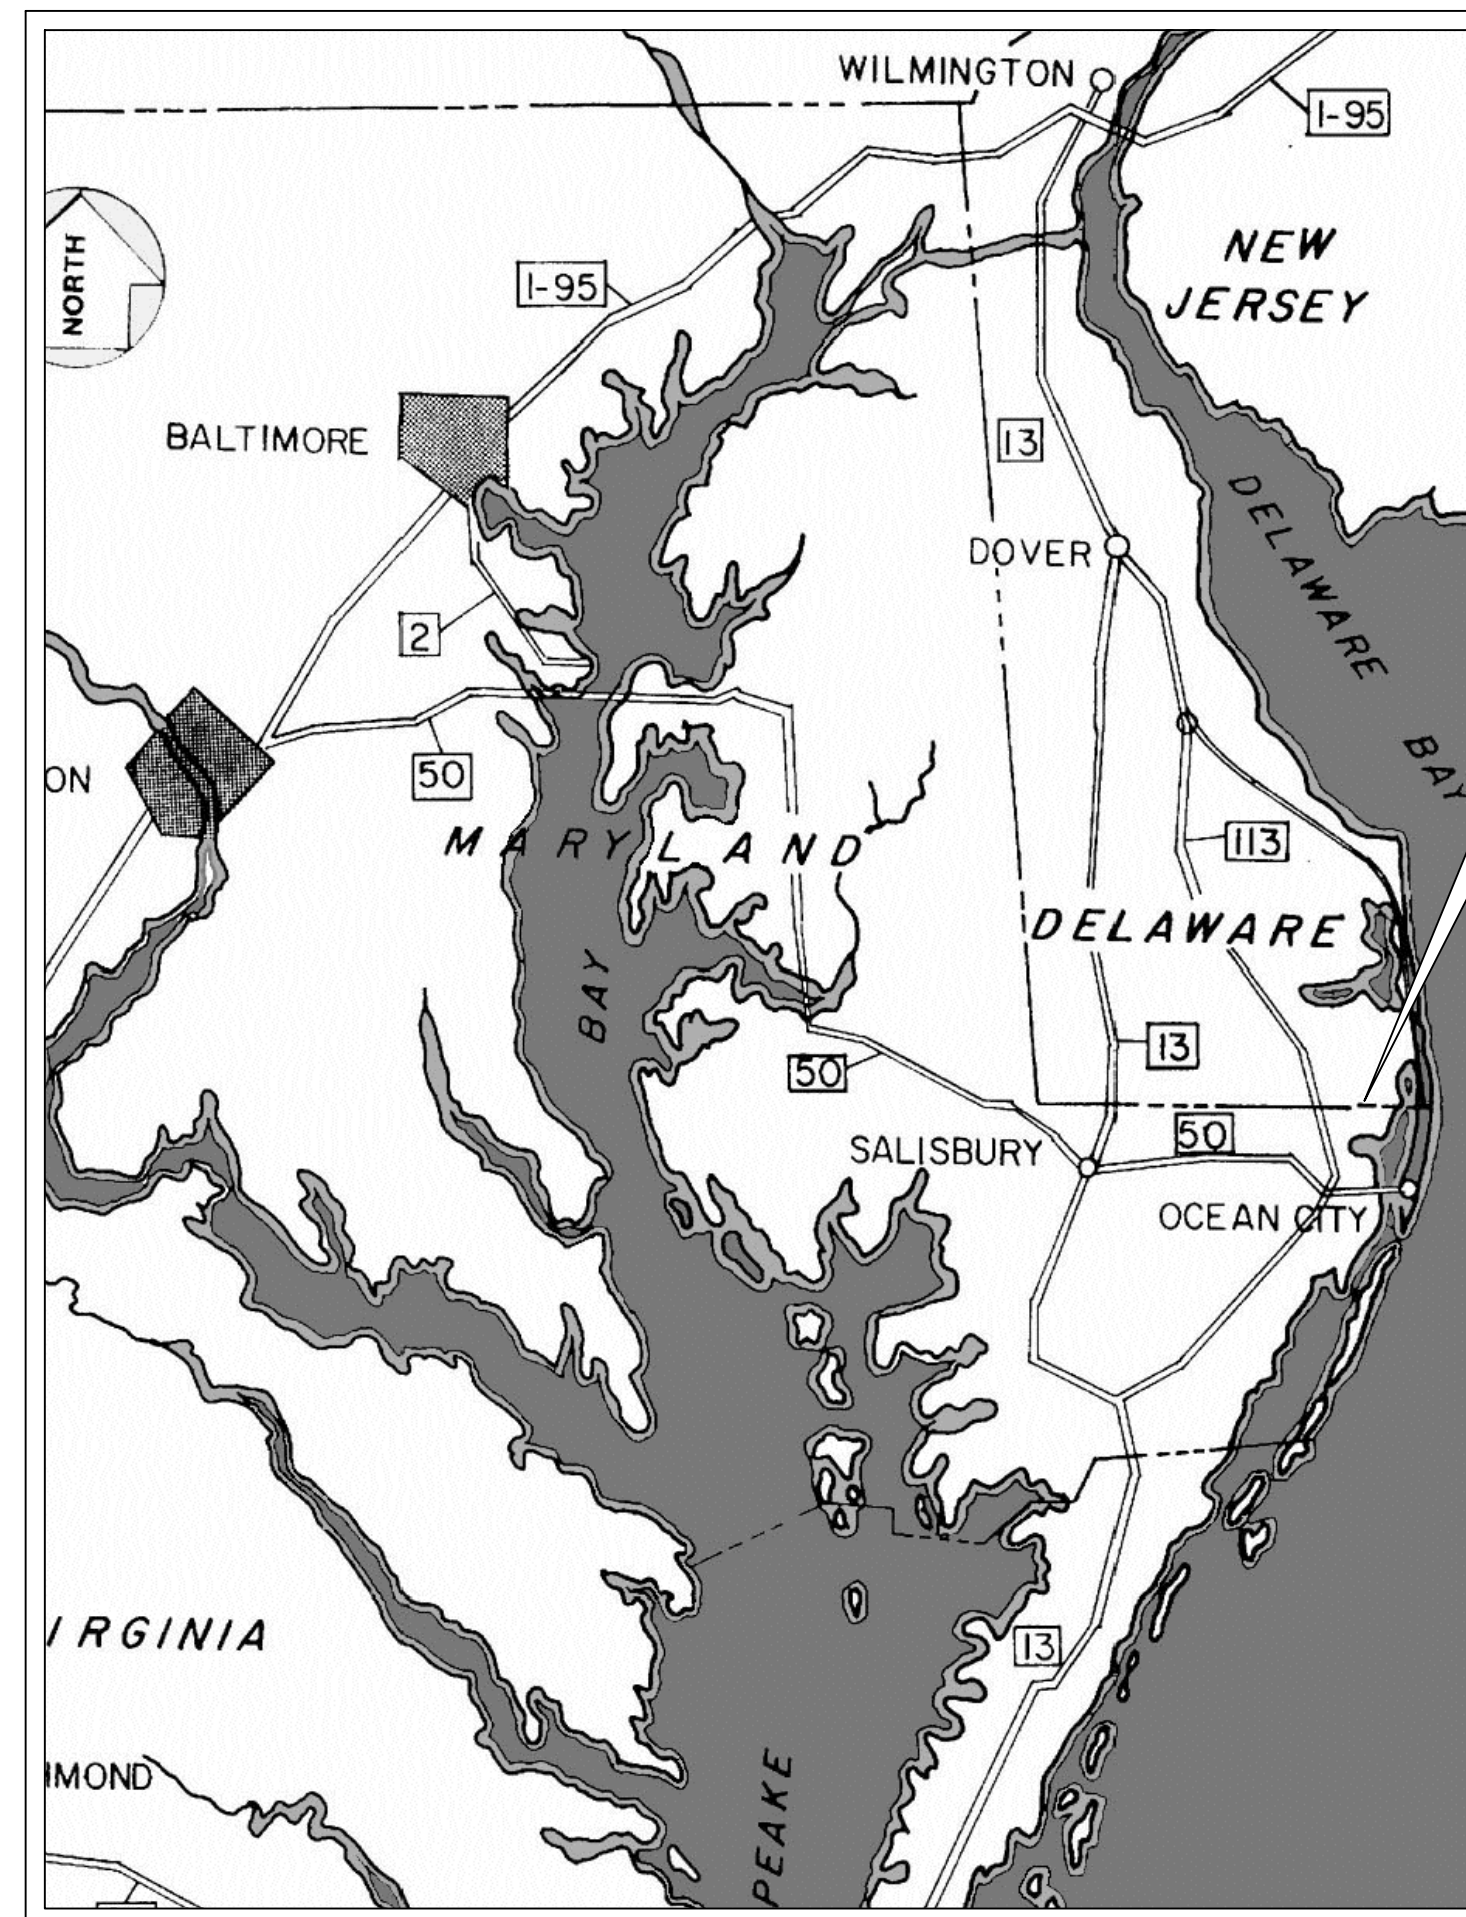 WILMINGTON
I-95
NORTH
NEW
JERSEY
I-95
BALTIMORE
13
DELAWARE
BAY
DOVER
2
50
ON
MARYLAND
113
DELAWARE
BAY
13
50
50
SALISBURY
OCEAN CITY
IRGINIA
13
MOND
PEAKE